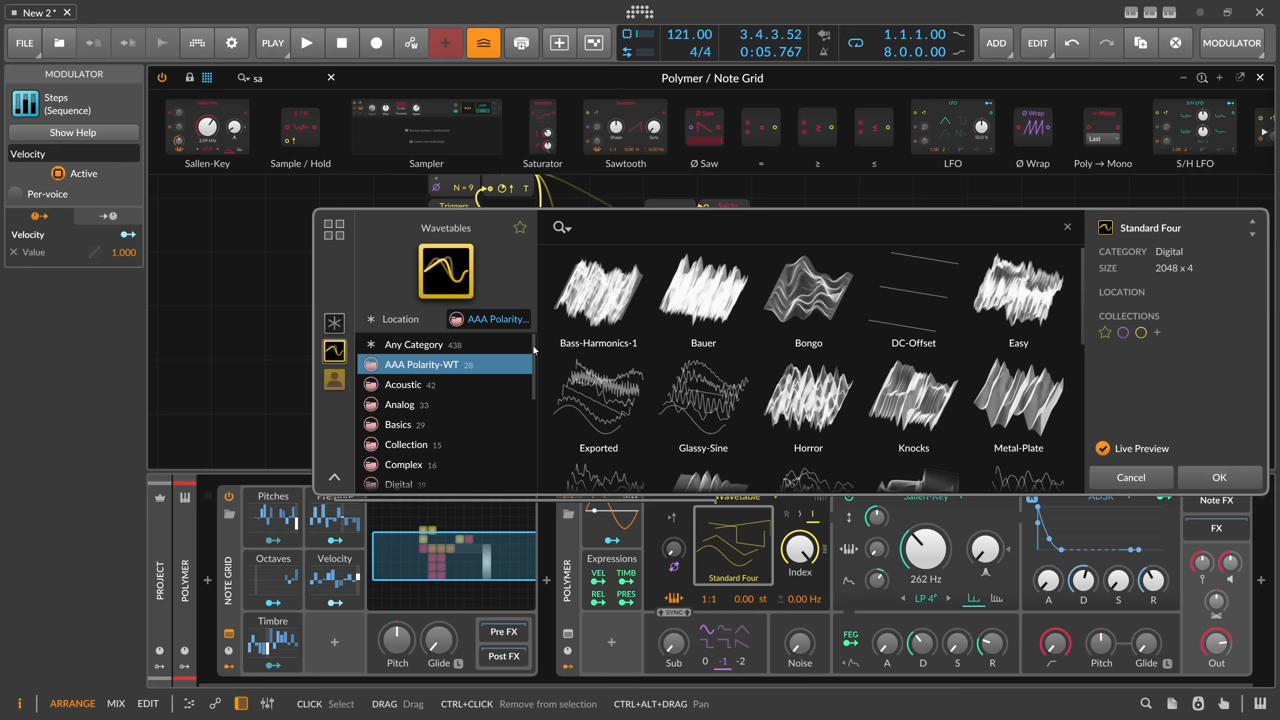 New 2*
FILE
PLAY
121.00
4/4
3.4.3.52
0:05.767
1.1.1.00
8.0.0.00
ADD
EDIT
MODULATOR
MODULATOR
Steps
(Sequence)
Show Help
Velocity
Active
Per-voice
Velocity
Value
1.000
sa
Polymer / Note Grid
Sallen-Key
Sample / Hold
Sampler
Saturator
Sawtooth
Ø Saw
=
≥
≤
LFO
Ø Wrap
Poly → Mono
S/H LFO
N = 9
T
Triggers
Wavetables
Location
AAA Polarity...
Any Category 438
AAA Polarity-WT 28
Acoustic 42
Analog 33
Basics 29
Collection 15
Complex 16
Digital 39
Bass-Harmonics-1
Bauer
Bongo
DC-Offset
Easy
Exported
Glassy-Sine
Horror
Knocks
Metal-Plate
Standard Four
CATEGORY Digital
SIZE 2048 x 4
LOCATION
COLLECTIONS
Live Preview
Cancel
OK
PROJECT
POLYMER
NOTE GRID
Pitches
Octaves
Velocity
Timbre
Pitch
Glide
L
Pre FX
Post FX
POLYMER
Expressions
VEL
TIMB
REL
PRES
Wavetable
Standard Four
Index
1:1
0.00 st
± 0.00 Hz
SYNC
Sub
0
-1
-2
Noise
Sallen-Key
262 Hz
LP 4ᵖ
FEG
A
D
S
R
ADSR
A
D
S
R
Pitch
Glide
L
Note FX
FX
Out
ARRANGE
MIX
EDIT
CLICK Select
DRAG Drag
CTRL+CLICK Remove from selection
CTRL+ALT+DRAG Pan